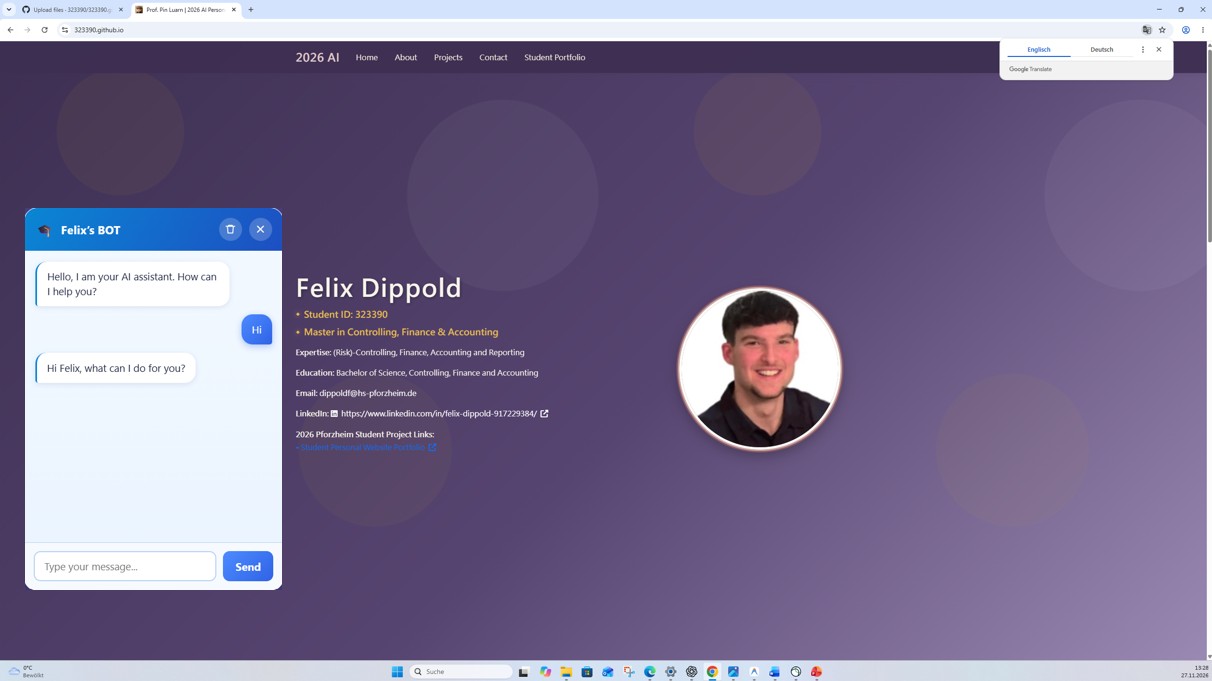 Upload files · 323390/323390.g
Prof. Pin Luarn | 2026 AI Person
323390.github.io
Englisch
Deutsch
Google Translate
2026 AI
Home
About
Projects
Contact
Student Portfolio
Felix's BOT
Hello, I am your AI assistant. How can
I help you?
Hi
Hi Felix, what can I do for you?
Type your message...
Send
Felix Dippold
• Student ID: 323390
• Master in Controlling, Finance & Accounting
Expertise: (Risk)-Controlling, Finance, Accounting and Reporting
Education: Bachelor of Science, Controlling, Finance and Accounting
Email: dippoldf@hs-pforzheim.de
LinkedIn: https://www.linkedin.com/in/felix-dippold-917229384/
2026 Pforzheim Student Project Links:
- Student Personal Website Portfolio
0°C
Bewölkt
Suche
13:28
27.11.2026